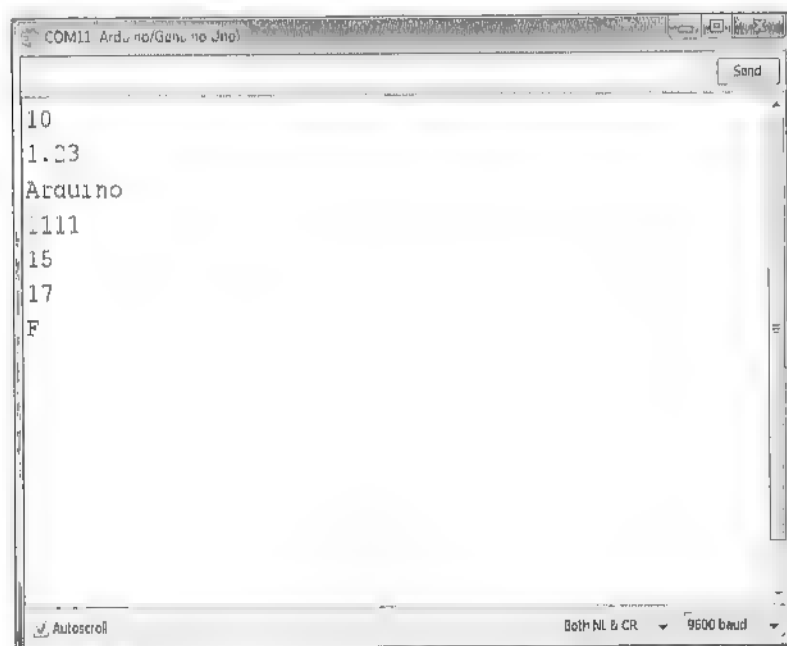 COM11 Arduino/Genuino Uno)
Send
10
1.23
Arduino
1111
15
17
F
Autoscroll
Both NL & CR
9600 baud